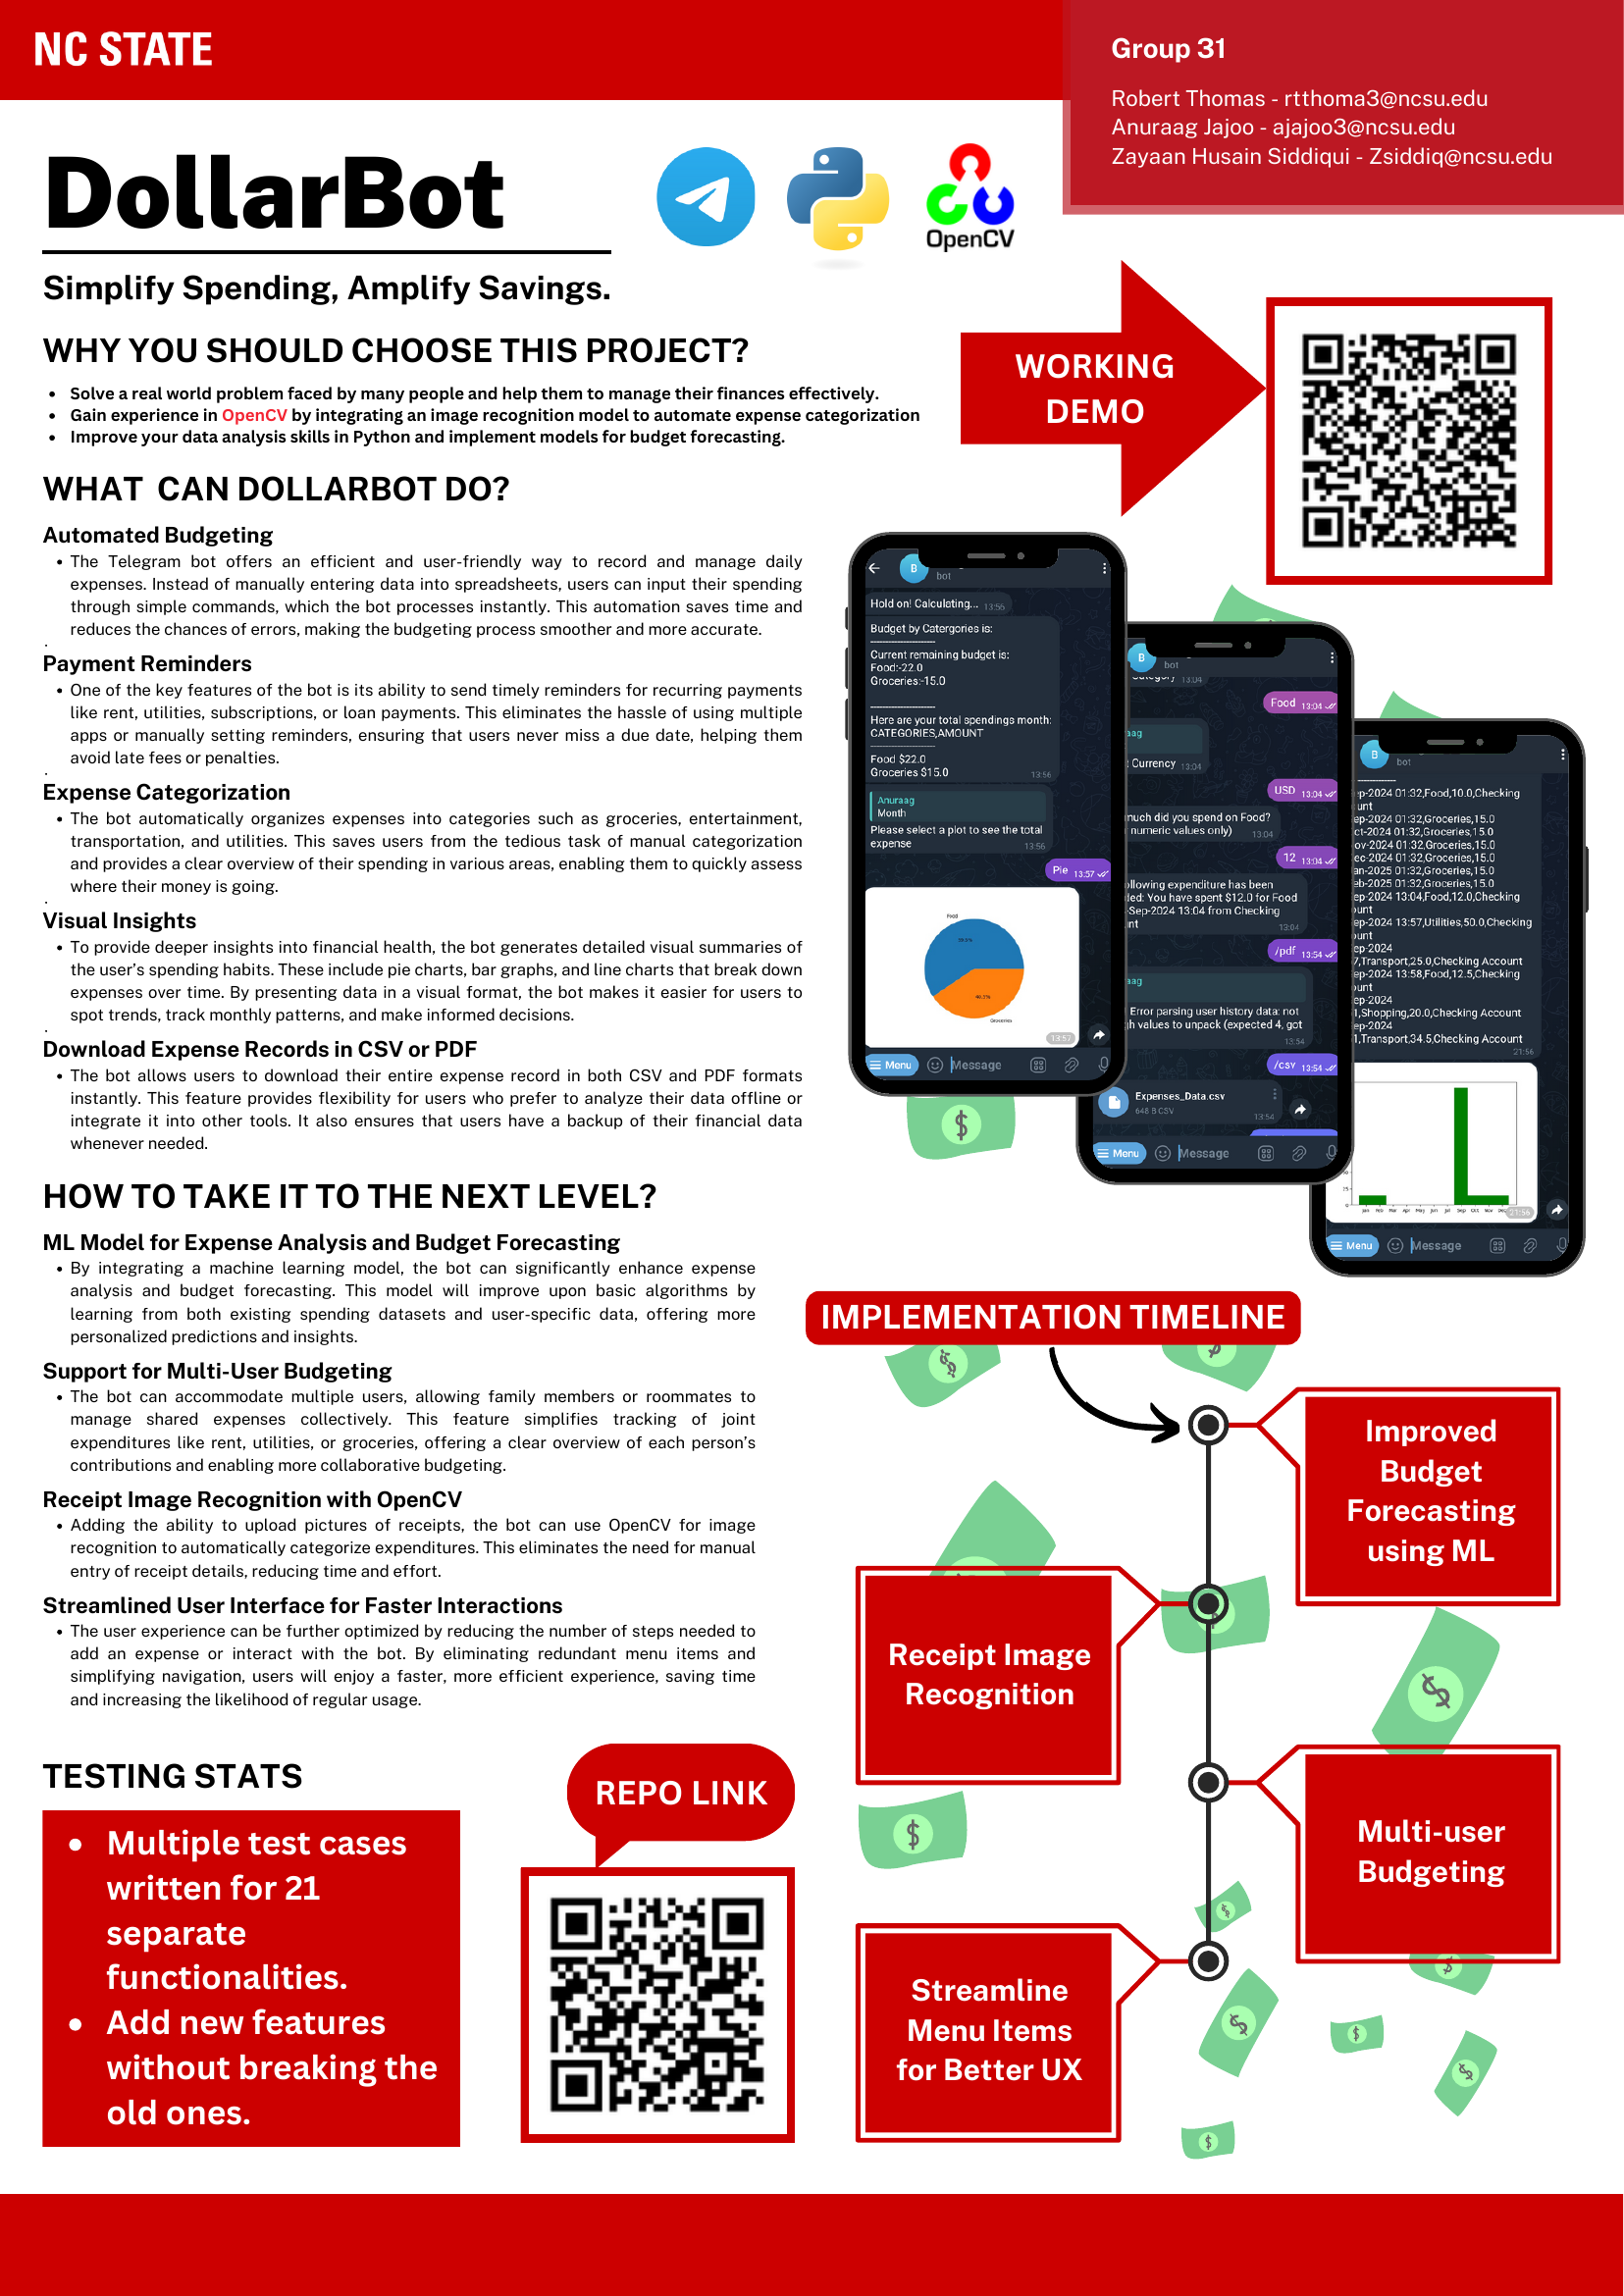 NC STATE
Group 31
Robert Thomas - rtthoma3@ncsu.edu
Anuraag Jajoo - ajajoo3@ncsu.edu
Zayaan Husain Siddiqui - Zsiddiq@ncsu.edu
DollarBot
OpenCV
Simplify Spending, Amplify Savings.
WHY YOU SHOULD CHOOSE THIS PROJECT?
• Solve a real world problem faced by many people and help them to manage their finances effectively.
• Gain experience in OpenCV by integrating an image recognition model to automate expense categorization
• Improve your data analysis skills in Python and implement models for budget forecasting.
WORKING
DEMO
WHAT CAN DOLLARBOT DO?
Automated Budgeting
• The Telegram bot offers an efficient and user-friendly way to record and manage daily
expenses. Instead of manually entering data into spreadsheets, users can input their spending
through simple commands, which the bot processes instantly. This automation saves time and
reduces the chances of errors, making the budgeting process smoother and more accurate.
Payment Reminders
• One of the key features of the bot is its ability to send timely reminders for recurring payments
like rent, utilities, subscriptions, or loan payments. This eliminates the hassle of using multiple
apps or manually setting reminders, ensuring that users never miss a due date, helping them
avoid late fees or penalties.
Expense Categorization
• The bot automatically organizes expenses into categories such as groceries, entertainment,
transportation, and utilities. This saves users from the tedious task of manual categorization
and provides a clear overview of their spending in various areas, enabling them to quickly assess
where their money is going.
Visual Insights
• To provide deeper insights into financial health, the bot generates detailed visual summaries of
the user's spending habits. These include pie charts, bar graphs, and line charts that break down
expenses over time. By presenting data in a visual format, the bot makes it easier for users to
spot trends, track monthly patterns, and make informed decisions.
Download Expense Records in CSV or PDF
• The bot allows users to download their entire expense record in both CSV and PDF formats
instantly. This feature provides flexibility for users who prefer to analyze their data offline or
integrate it into other tools. It also ensures that users have a backup of their financial data
whenever needed.
B
bot
Hold on! Calculating... 13:56
Budget by Catergories is:
Current remaining budget is:
Food:-22.0
Groceries:-15.0
Here are your total spendings month:
CATEGORIES,AMOUNT
Food $22.0
Groceries $15.0
13:56
Anuraag
Month
Please select a plot to see the total
expense 13:56
Pie 13:57
Food
Groceries
13:57
Menu Message
B
bot
13:04
Food 13:04
aag
Currency 13:04
USD 13:04
much did you spend on Food?
numeric values only) 13:04
12 13:04
ollowing expenditure has been
ded: You have spent $12.0 for Food
-Sep-2024 13:04 from Checking
nt
13:04
/pdf 13:54
aag
Error parsing user history data: not
gh values to unpack (expected 4, got
13:54
/csv 13:54
Expenses_Data.csv
648 B CSV 13:54
Menu Message
B
bot
ep-2024 01:32,Food,10.0,Checking
unt
ep-2024 01:32,Groceries,15.0
ct-2024 01:32,Groceries,15.0
ov-2024 01:32,Groceries,15.0
ec-2024 01:32,Groceries,15.0
an-2025 01:32,Groceries,15.0
eb-2025 01:32,Groceries,15.0
ep-2024 13:04,Food,12.0,Checking
unt
ep-2024 13:57,Utilities,50.0,Checking
unt
ep-2024
7,Transport,25.0,Checking Account
ep-2024 13:58,Food,12.5,Checking
unt
ep-2024
1,Shopping,20.0,Checking Account
ep-2024
1,Transport,34.5,Checking Account
21:56
Jan Feb Mar Apr May Jun Jul Sep Oct Nov
21:56
Menu Message
HOW TO TAKE IT TO THE NEXT LEVEL?
ML Model for Expense Analysis and Budget Forecasting
• By integrating a machine learning model, the bot can significantly enhance expense
analysis and budget forecasting. This model will improve upon basic algorithms by
learning from both existing spending datasets and user-specific data, offering more
personalized predictions and insights.
Support for Multi-User Budgeting
• The bot can accommodate multiple users, allowing family members or roommates to
manage shared expenses collectively. This feature simplifies tracking of joint
expenditures like rent, utilities, or groceries, offering a clear overview of each person's
contributions and enabling more collaborative budgeting.
Receipt Image Recognition with OpenCV
• Adding the ability to upload pictures of receipts, the bot can use OpenCV for image
recognition to automatically categorize expenditures. This eliminates the need for manual
entry of receipt details, reducing time and effort.
Streamlined User Interface for Faster Interactions
• The user experience can be further optimized by reducing the number of steps needed to
add an expense or interact with the bot. By eliminating redundant menu items and
simplifying navigation, users will enjoy a faster, more efficient experience, saving time
and increasing the likelihood of regular usage.
IMPLEMENTATION TIMELINE
Improved
Budget
Forecasting
using ML
Receipt Image
Recognition
Multi-user
Budgeting
Streamline
Menu Items
for Better UX
TESTING STATS
• Multiple test cases
written for 21
separate
functionalities.
• Add new features
without breaking the
old ones.
REPO LINK